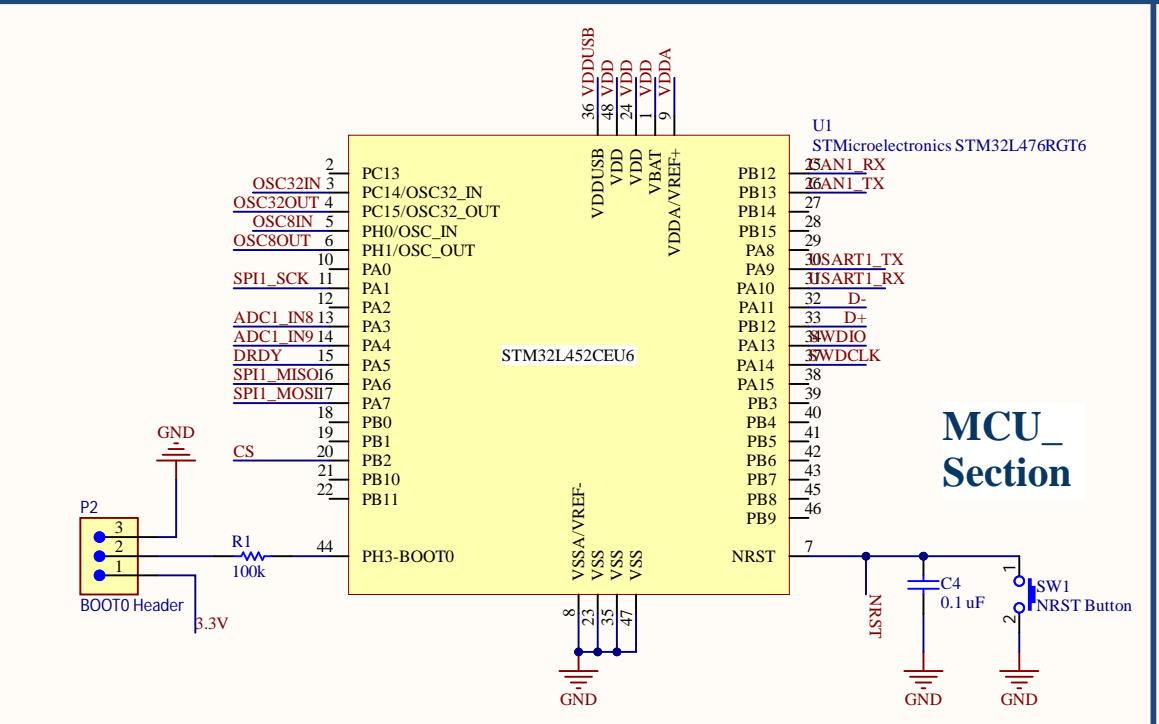 36 VDDUSB
48 VDD
24 VDD
1 VDD
9 VDDA
U1
STMicroelectronics STM32L476RGT6
VDDUSB
VDD
VDD
VBAT
VDDA/VREF+
2 PC13
OSC32IN 3 PC14/OSC32_IN
OSC32OUT 4 PC15/OSC32_OUT
OSC8IN 5 PH0/OSC_IN
OSC8OUT 6 PH1/OSC_OUT
10 PA0
SPI1_SCK 11 PA1
12 PA2
ADC1_IN8 13 PA3
ADC1_IN9 14 PA4
DRDY 15 PA5
SPI1_MISO 16 PA6
SPI1_MOSI 17 PA7
18 PB0
19 PB1
CS 20 PB2
21 PB10
22 PB11
44 PH3-BOOT0
STM32L452CEU6
PB12 25 CAN1_RX
PB13 26 CAN1_TX
PB14 27
PB15 28
PA8 29
PA9 30 USART1_TX
PA10 31 USART1_RX
PA11 32 D-
PB12 33 D+
PA13 34 SWDIO
PA14 37 SWDCLK
PA15 38
PB3 39
PB4 40
PB5 41
PB6 42
PB7 43
PB8 45
PB9 46
NRST 7
MCU_
Section
GND
P2
3
2
1
BOOT0 Header
R1
100k
3.3V
VSSA/VREF-
VSS
VSS
VSS
8
23
35
47
GND
NRST
C4
0.1 uF
GND
1
SW1
NRST Button
2
GND